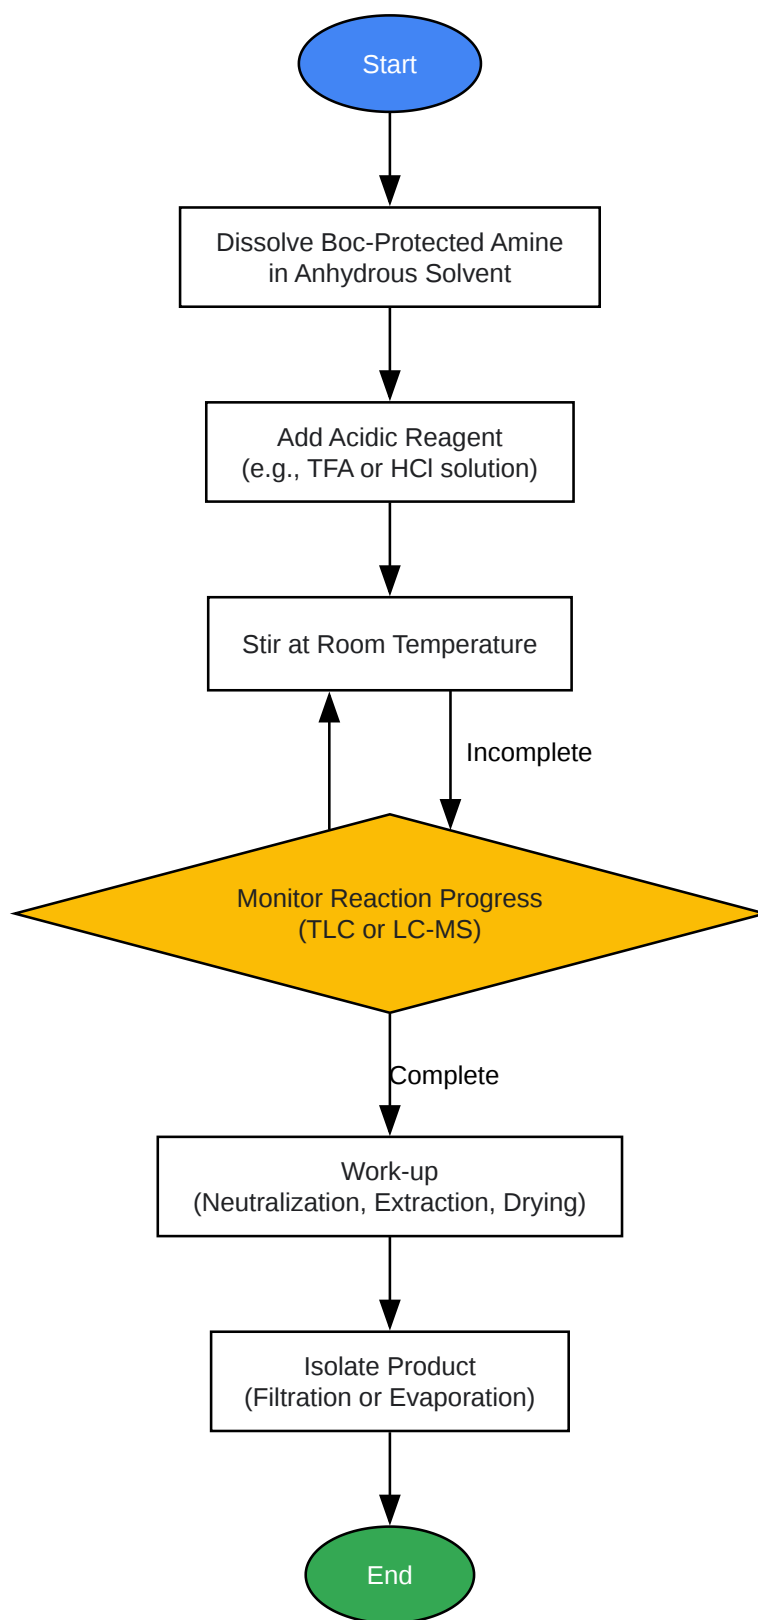 Start
Dissolve Boc-Protected Amine
in Anhydrous Solvent
Add Acidic Reagent
(e.g., TFA or HCl solution)
Stir at Room Temperature
Incomplete
Monitor Reaction Progress
(TLC or LC-MS)
Complete
Work-up
(Neutralization, Extraction, Drying)
Isolate Product
(Filtration or Evaporation)
End